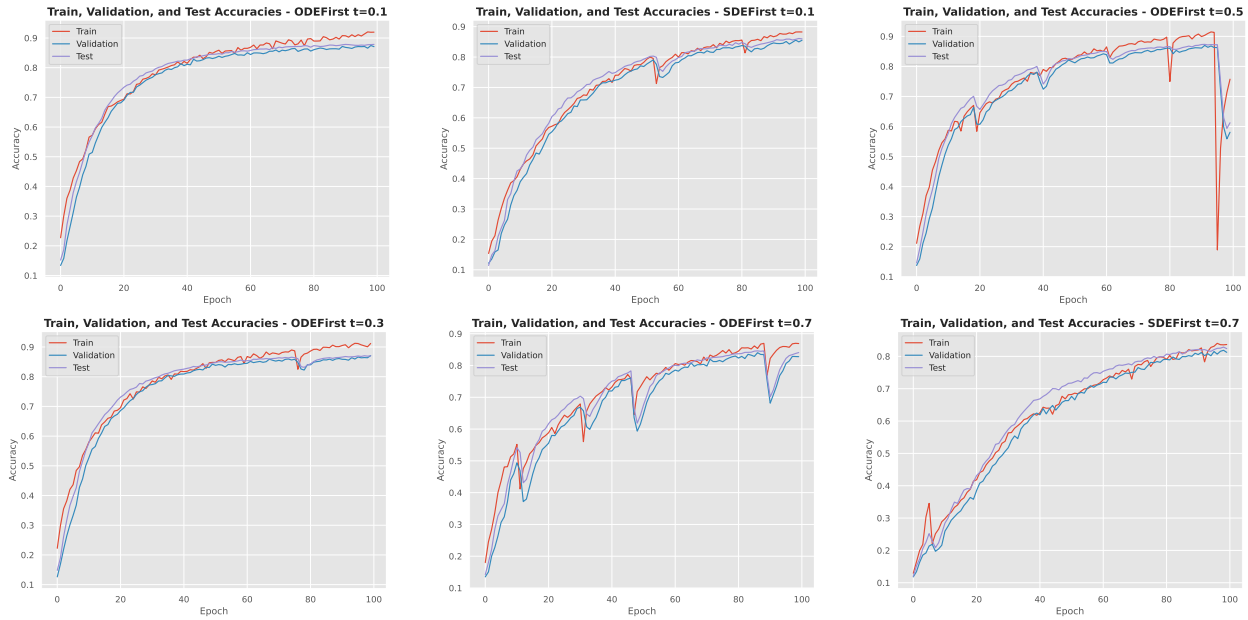 Train, Validation, and Test Accuracies - ODEFirst t=0.1
Train
Validation
Test
0.9
0.8
0.7
0.6
0.5
0.4
0.3
0.2
0.1
Accuracy
0 20 40 60 80 100
Epoch
Train, Validation, and Test Accuracies - SDEFirst t=0.1
Train
Validation
Test
0.9
0.8
0.7
0.6
0.5
0.4
0.3
0.2
0.1
Accuracy
0 20 40 60 80 100
Epoch
Train, Validation, and Test Accuracies - ODEFirst t=0.5
Train
Validation
Test
0.9
0.8
0.7
0.6
0.5
0.4
0.3
0.2
0.1
Accuracy
0 20 40 60 80 100
Epoch
Train, Validation, and Test Accuracies - ODEFirst t=0.3
Train
Validation
Test
0.9
0.8
0.7
0.6
0.5
0.4
0.3
0.2
0.1
Accuracy
0 20 40 60 80 100
Epoch
Train, Validation, and Test Accuracies - ODEFirst t=0.7
Train
Validation
Test
0.9
0.8
0.7
0.6
0.5
0.4
0.3
0.2
0.1
Accuracy
0 20 40 60 80 100
Epoch
Train, Validation, and Test Accuracies - SDEFirst t=0.7
Train
Validation
Test
0.8
0.7
0.6
0.5
0.4
0.3
0.2
0.1
Accuracy
0 20 40 60 80 100
Epoch